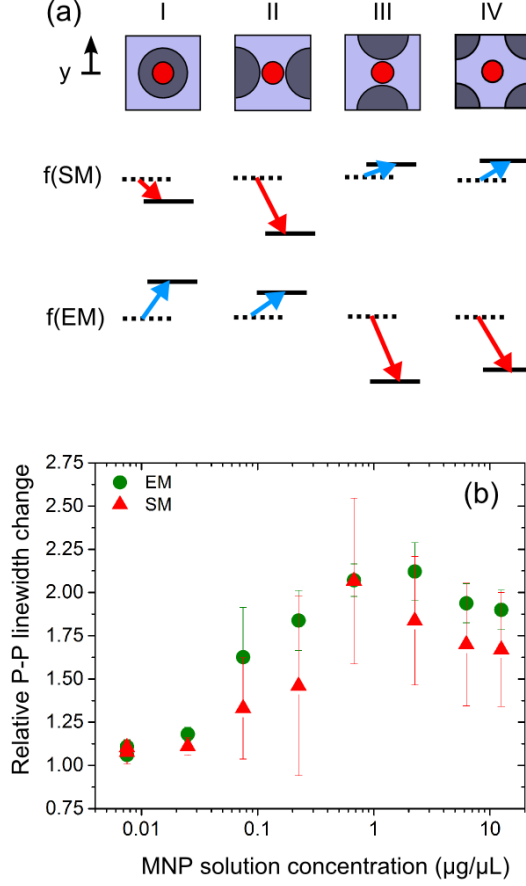 (a) I II III IV
y
f(SM)
f(EM)
(b)
EM
SM
2.75
2.50
2.25
2.00
1.75
1.50
1.25
1.00
0.75
Relative P-P linewidth change
0.01 0.1 1 10
MNP solution concentration (µg/µL)